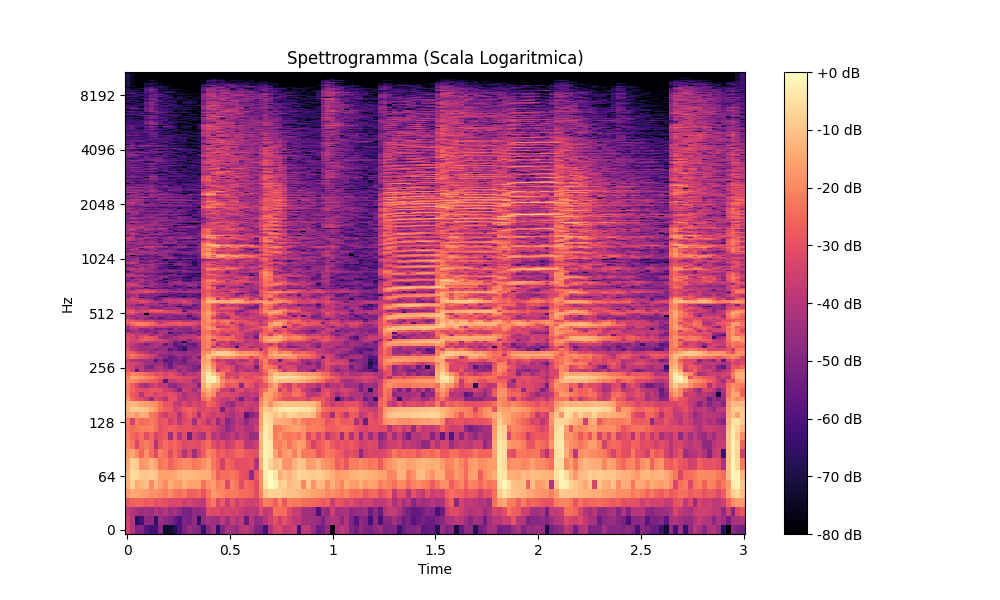 Spettrogramma (Scala Logaritmica)
Hz
8192
4096
2048
1024
512
256
128
64
0
0 0.5 1 1.5 2 2.5 3
Time
+0 dB
-10 dB
-20 dB
-30 dB
-40 dB
-50 dB
-60 dB
-70 dB
-80 dB